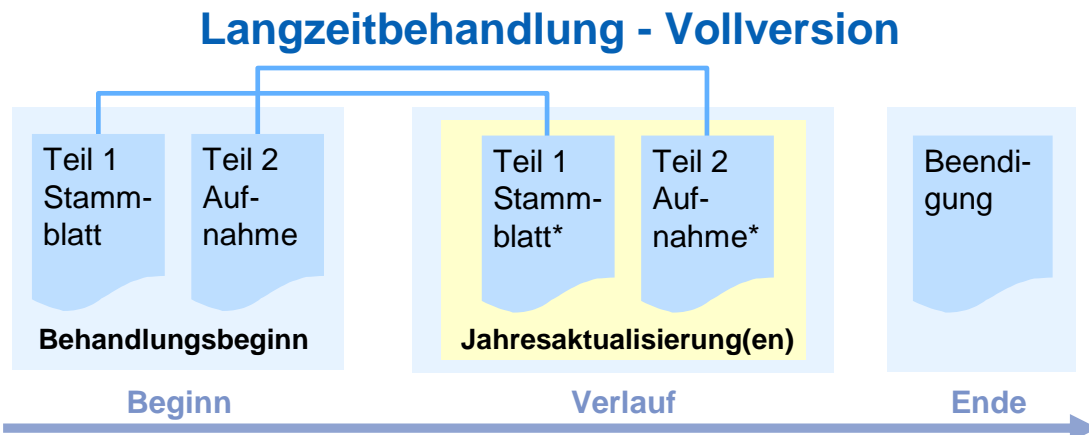 Langzeitbehandlung - Vollversion
Teil 1
Stamm-
blatt
Teil 2
Auf-
nahme
Behandlungsbeginn
Teil 1
Stamm-
blatt*
Teil 2
Auf-
nahme*
Jahresaktualisierung(en)
Beendi-
gung
Beginn
Verlauf
Ende